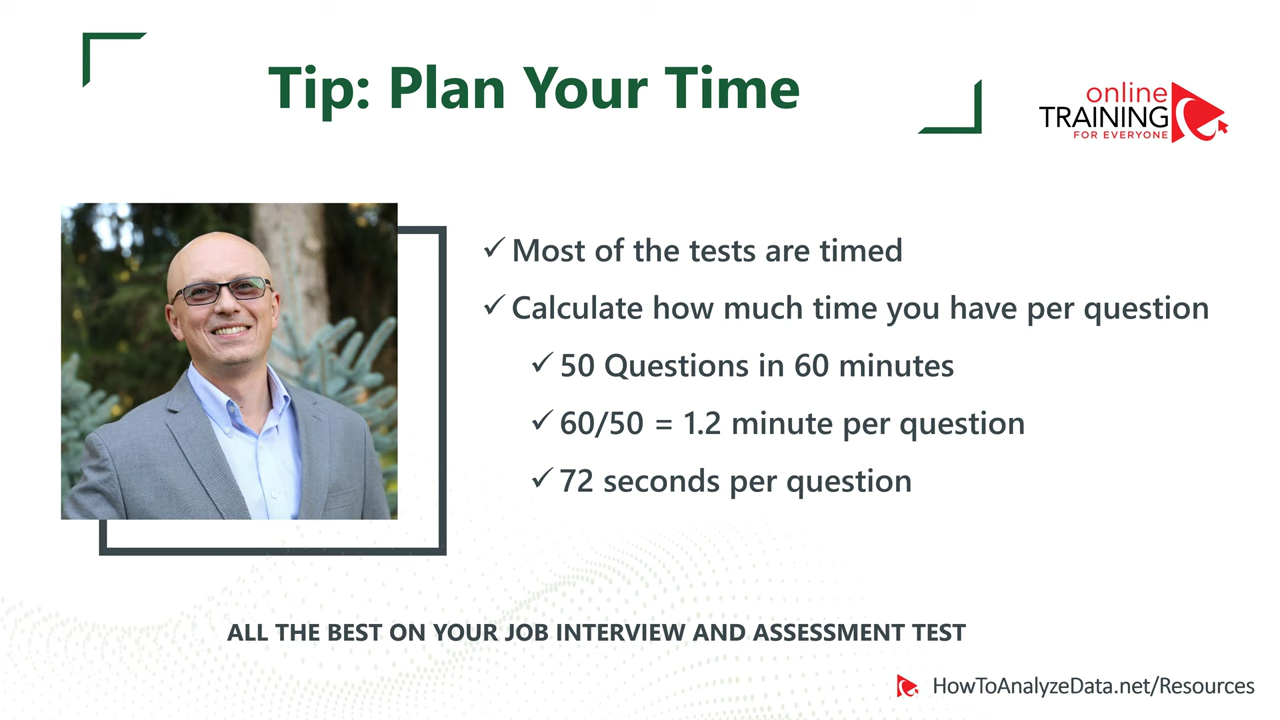 Tip: Plan Your Time
online
TRAINING
FOR EVERYONE
✓ Most of the tests are timed
✓ Calculate how much time you have per question
✓ 50 Questions in 60 minutes
✓ 60/50 = 1.2 minute per question
✓ 72 seconds per question
ALL THE BEST ON YOUR JOB INTERVIEW AND ASSESSMENT TEST
HowToAnalyzeData.net/Resources